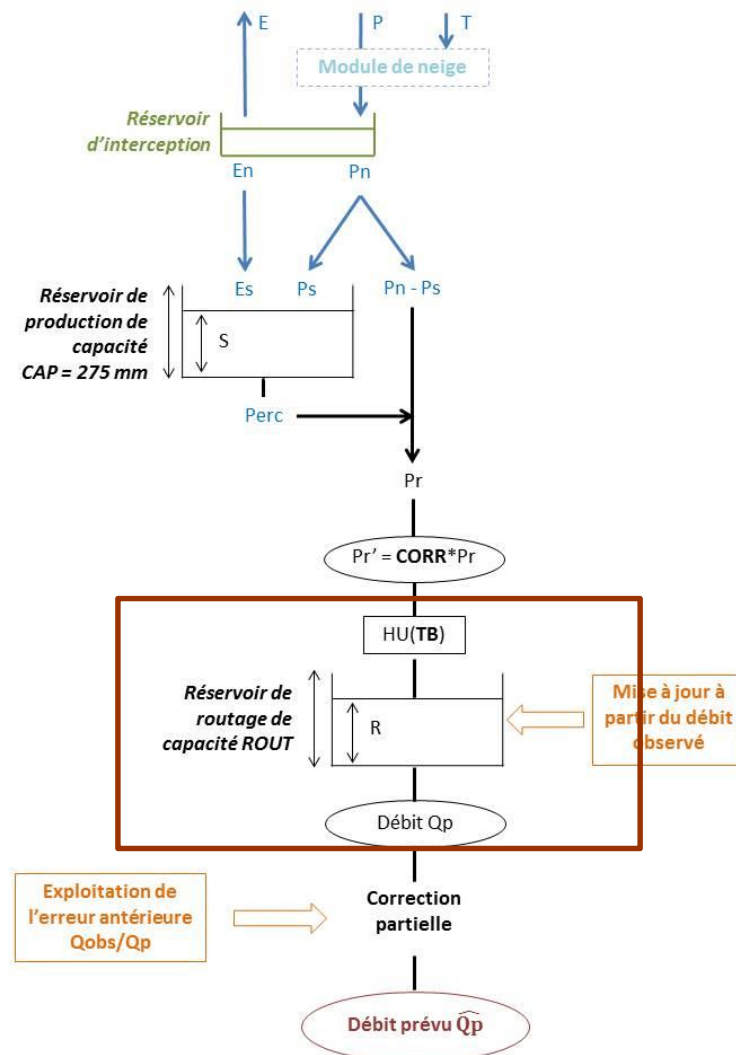 E
P
T
Module de neige
Réservoir
d'interception
En
Pn
Es
Ps
Pn - Ps
Réservoir de
production de
capacité
CAP = 275 mm
S
Perc
Pr
Pr' = CORR*Pr
HU(TB)
Réservoir de
routage de
capacité ROUT
R
Mise à jour à
partir du débit
observé
Débit Qp
Exploitation de
l'erreur antérieure
Qobs/Qp
Correction
partielle
Débit prévu Q̂p